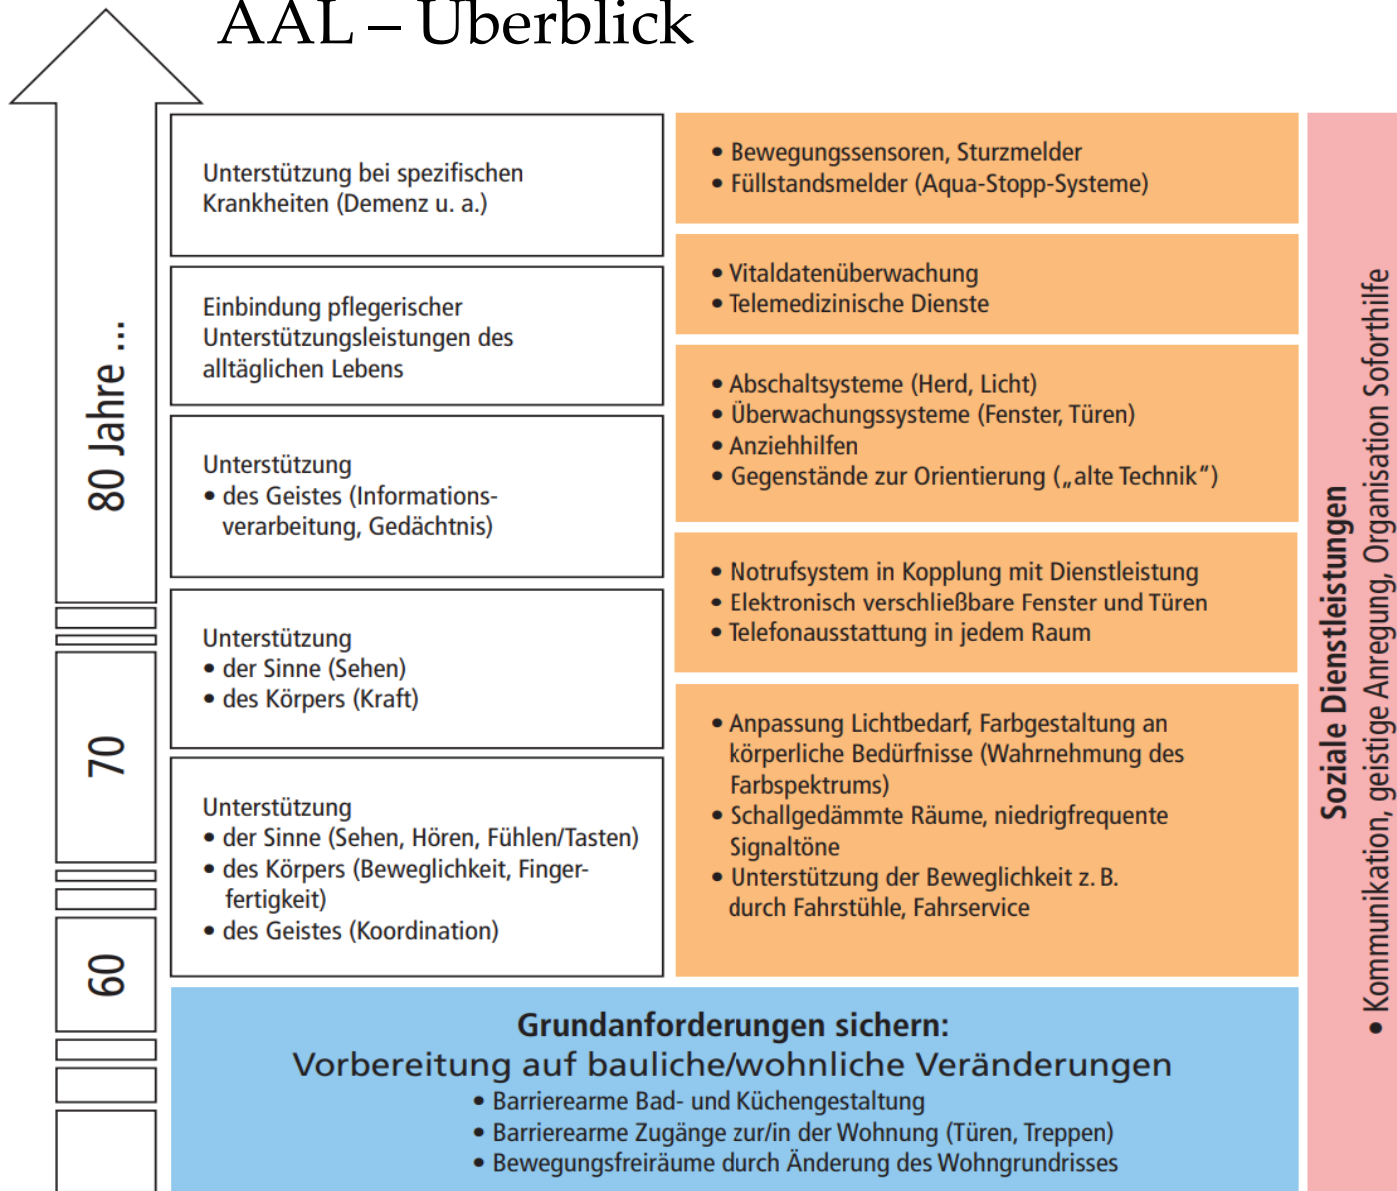 AAL – Überblick
Unterstützung bei spezifischen
Krankheiten (Demenz u. a.)
Einbindung pflegerischer
Unterstützungsleistungen des
alltäglichen Lebens
Unterstützung
• des Geistes (Informations-
verarbeitung, Gedächtnis)
Unterstützung
• der Sinne (Sehen)
• des Körpers (Kraft)
Unterstützung
• der Sinne (Sehen, Hören, Fühlen/Tasten)
• des Körpers (Beweglichkeit, Finger-
fertigkeit)
• des Geistes (Koordination)
80 Jahre ...
70
60
• Bewegungssensoren, Sturzmelder
• Füllstandsmelder (Aqua-Stopp-Systeme)
• Vitaldatenüberwachung
• Telemedizinische Dienste
• Abschaltsysteme (Herd, Licht)
• Überwachungssysteme (Fenster, Türen)
• Anziehhilfen
• Gegenstände zur Orientierung („alte Technik“)
• Notrufsystem in Kopplung mit Dienstleistung
• Elektronisch verschließbare Fenster und Türen
• Telefonausstattung in jedem Raum
• Anpassung Lichtbedarf, Farbgestaltung an
körperliche Bedürfnisse (Wahrnehmung des
Farbspektrums)
• Schallgedämmte Räume, niedrigfrequente
Signaltöne
• Unterstützung der Beweglichkeit z. B.
durch Fahrstühle, Fahrservice
Grundanforderungen sichern:
Vorbereitung auf bauliche/wohnliche Veränderungen
• Barrierearme Bad- und Küchengestaltung
• Barrierearme Zugänge zur/in der Wohnung (Türen, Treppen)
• Bewegungsfreiräume durch Änderung des Wohngrundrisses
Soziale Dienstleistungen
• Kommunikation, geistige Anregung, Organisation Soforthilfe